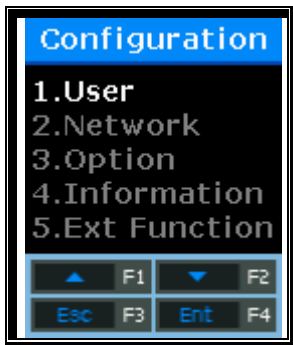 Configuration
1.User
2.Network
3.Option
4.Information
5.Ext Function
▲ F1 ▼ F2
Esc F3 Ent F4